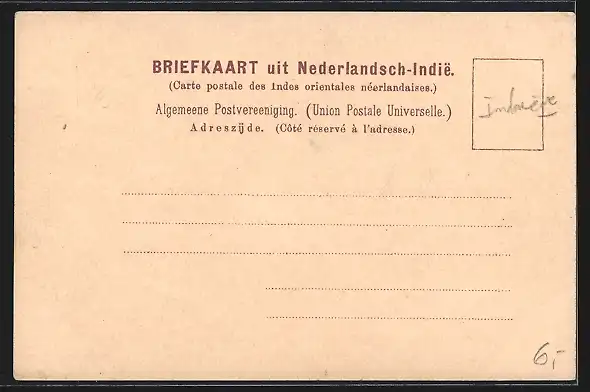 BRIEFKAART uit Nederlandsch-Indië.
(Carte postale des Indes orientales néerlandaises.)
Algemeene Postvereeniging. (Union Postale Universelle.)
Adreszijde. (Côté réservé à l'adresse.)
6,-